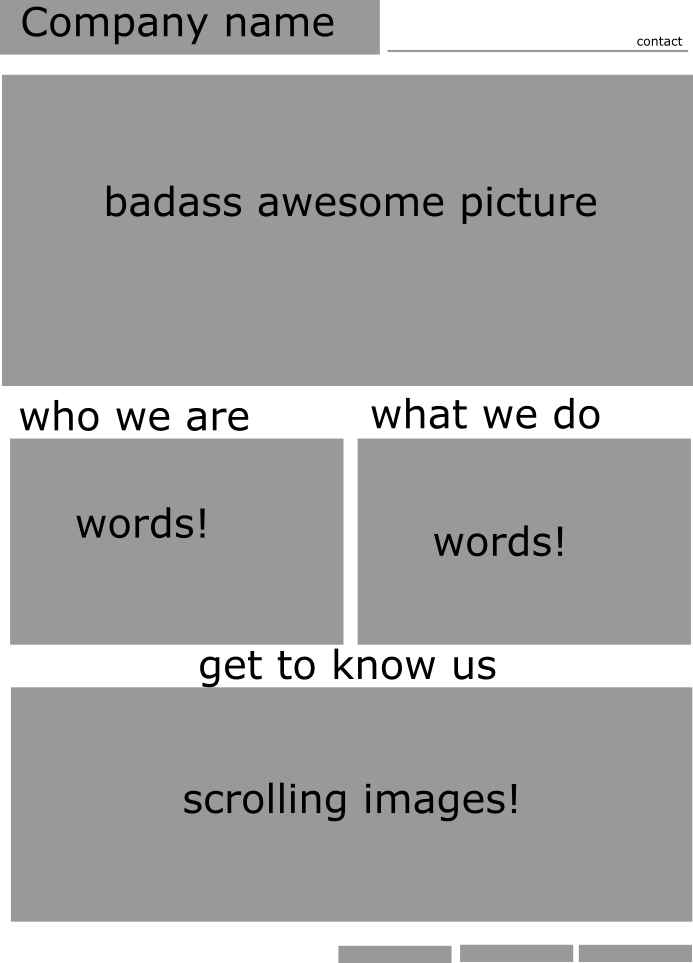 Company name
contact
badass awesome picture
who we are
what we do
words!
words!
get to know us
scrolling images!